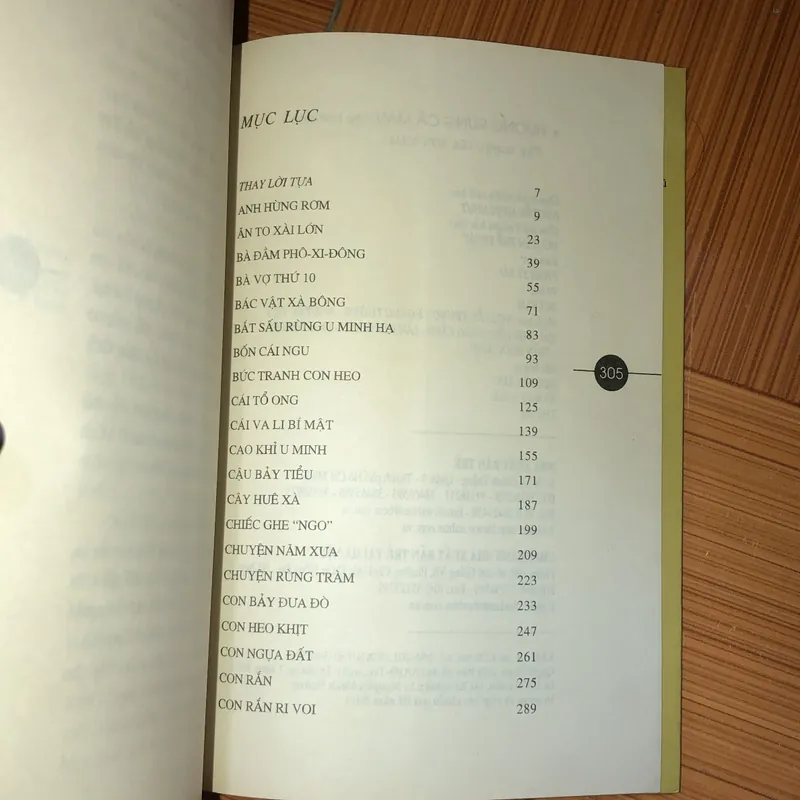 MỤC LỤC
THAY LỜI TỰA 7
ANH HÙNG RƠM 9
ĂN TO XÀI LỚN 23
BÀ ĐẦM PHÔ-XI-ĐÔNG 39
BÀ VỢ THỨ 10 55
BÁC VẬT XÀ BÔNG 71
BẮT SẤU RỪNG U MINH HẠ 83
BỐN CÁI NGU 93
305
BỨC TRANH CON HEO 109
CÁI TỔ ONG 125
CÁI VA LI BÍ MẬT 139
CAO KHỈ U MINH 155
CẬU BẢY TIỂU 171
CÂY HUÊ XÀ 187
CHIẾC GHE “NGO” 199
CHUYỆN NĂM XƯA 209
CHUYỆN RỪNG TRÀM 223
CON BẢY ĐƯA ĐÒ 233
CON HEO KHỊT 247
CON NGỰA ĐẤT 261
CON RẮN 275
CON RẮN RI VOI 289